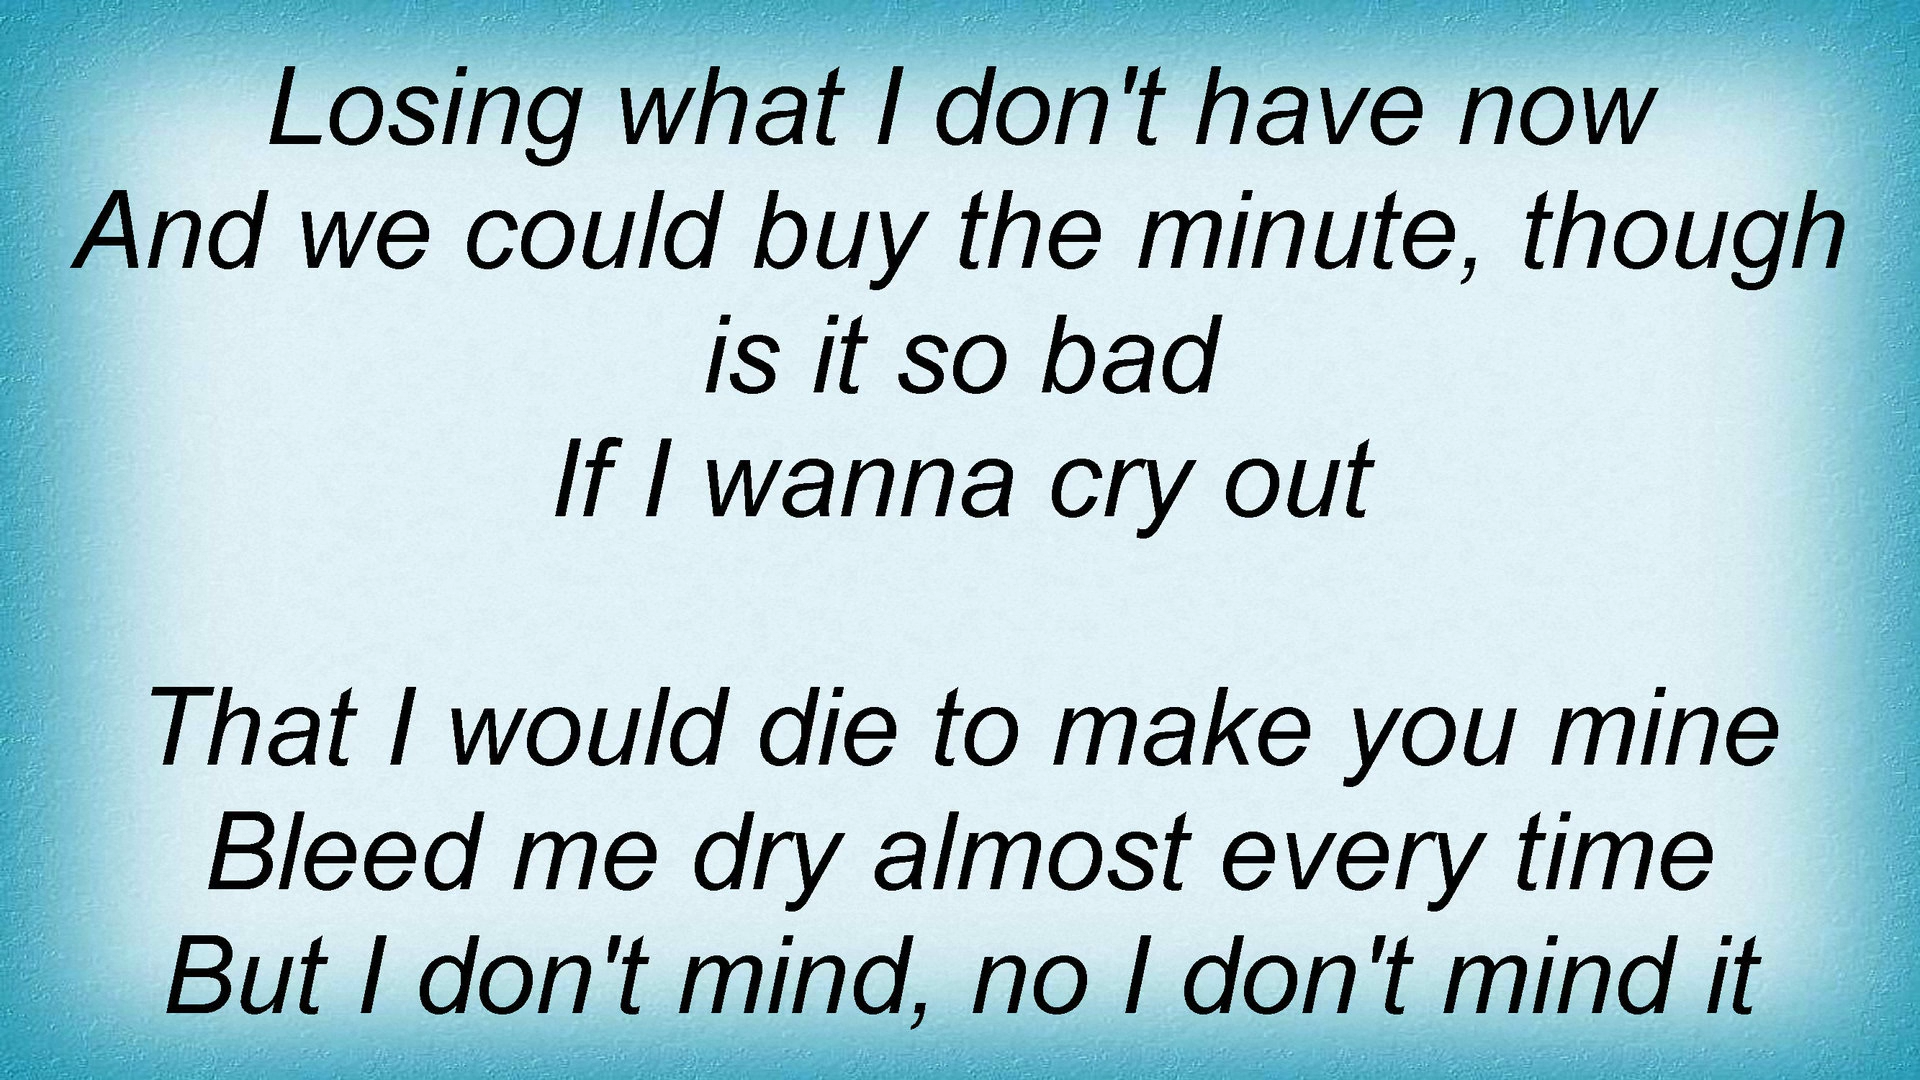 Losing what I don't have now
And we could buy the minute, though
is it so bad
If I wanna cry out
That I would die to make you mine
Bleed me dry almost every time
But I don't mind, no I don't mind it